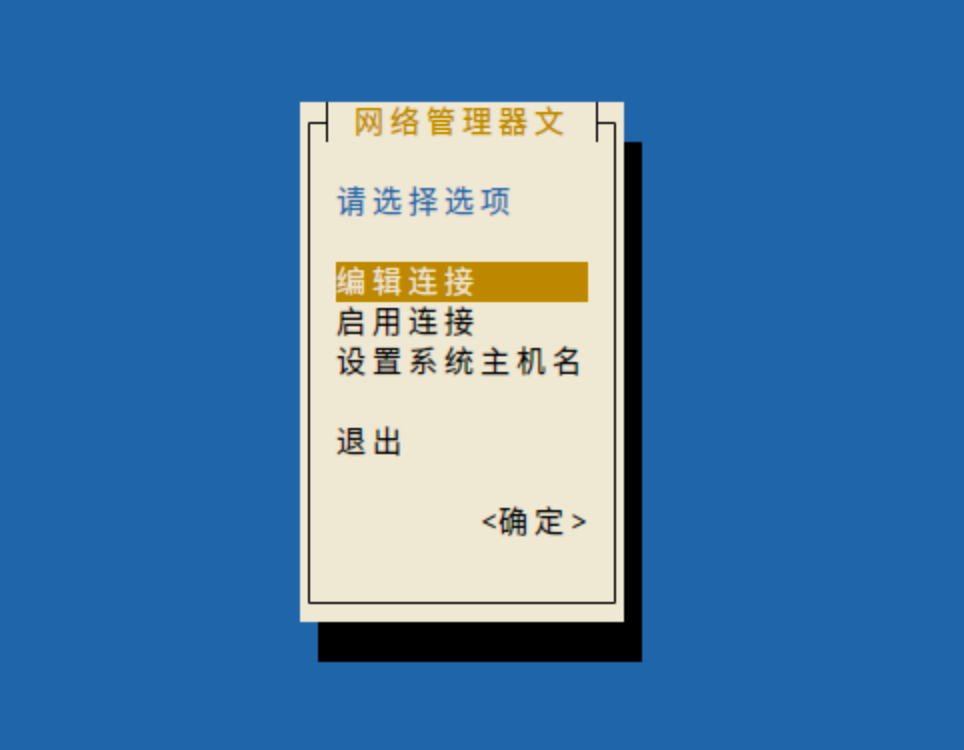 网络管理器文
请选择选项
编辑连接
启用连接
设置系统主机名
退出
<确定>